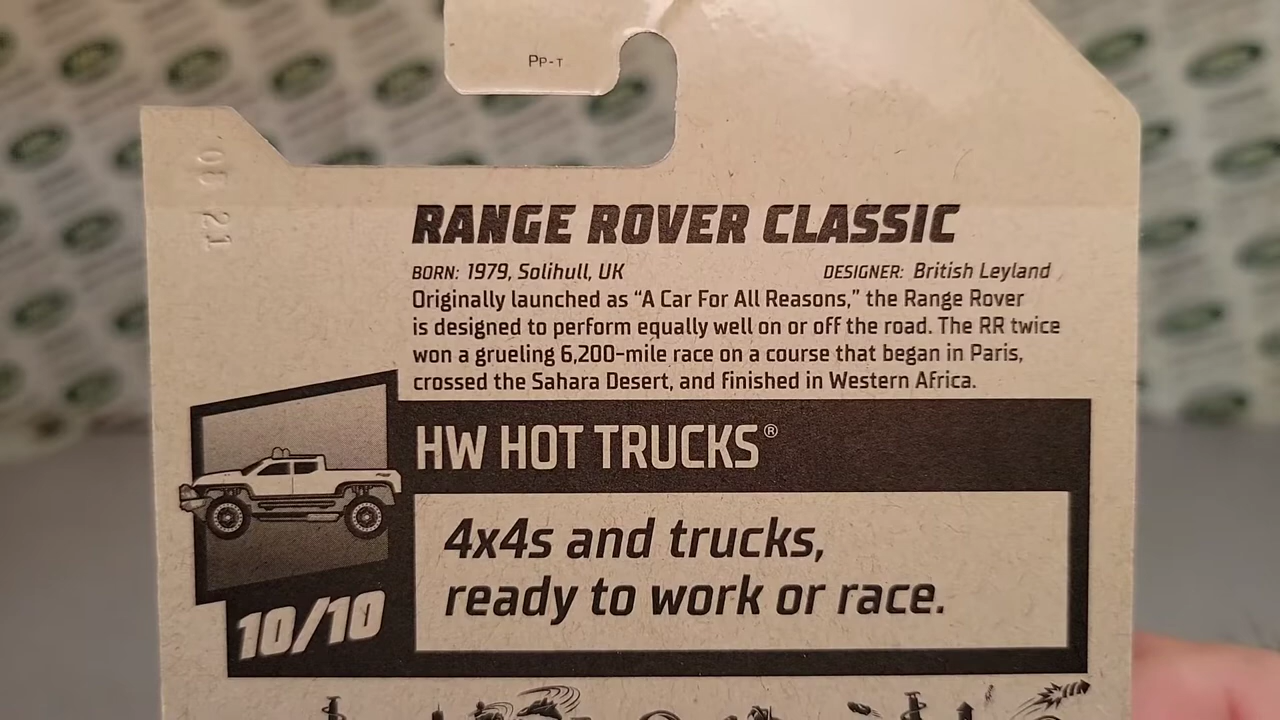 PP-T
05 21
RANGE ROVER CLASSIC
BORN: 1979, Solihull, UK
DESIGNER: British Leyland
Originally launched as “A Car For All Reasons,” the Range Rover
is designed to perform equally well on or off the road. The RR twice
won a grueling 6,200-mile race on a course that began in Paris,
crossed the Sahara Desert, and finished in Western Africa.
HW HOT TRUCKS®
4x4s and trucks,
ready to work or race.
10/10